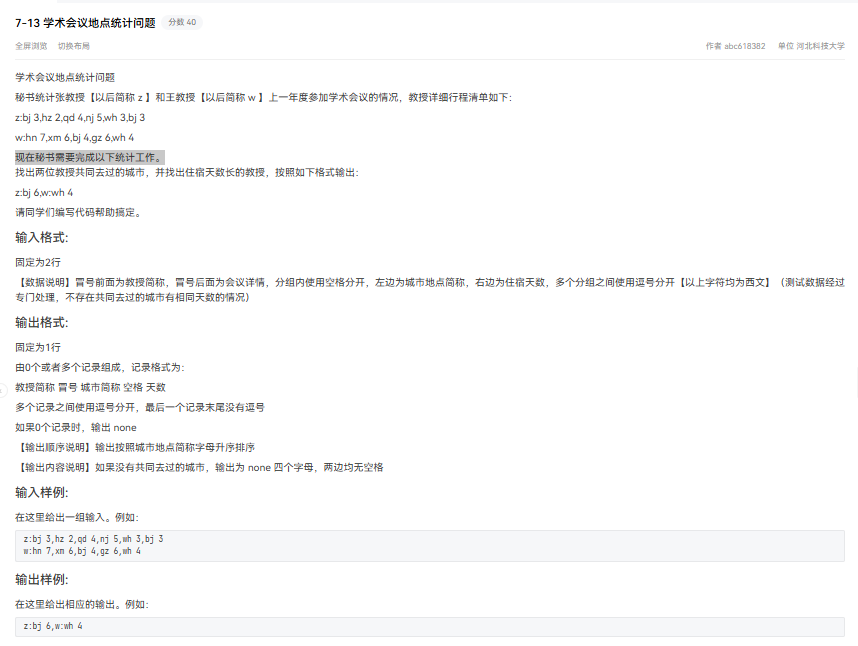 7-13 学术会议地点统计问题 分数 40
全屏浏览 切换布局 作者 abc618382 单位 河北科技大学
学术会议地点统计问题
秘书统计张教授【以后简称 z 】和王教授【以后简称 w 】上一年度参加学术会议的情况，教授详细行程清单如下：
z:bj 3,hz 2,qd 4,nj 5,wh 3,bj 3
w:hn 7,xm 6,bj 4,gz 6,wh 4
现在秘书需要完成以下统计工作。
找出两位教授共同去过的城市，并找出住宿天数长的教授，按照如下格式输出：
z:bj 6,w:wh 4
请同学们编写代码帮助搞定。
输入格式:
固定为2行
【数据说明】冒号前面为教授简称，冒号后面为会议详情，分组内使用空格分开，左边为城市地点简称，右边为住宿天数，多个分组之间使用逗号分开【以上字符均为西文】（测试数据经过
专门处理，不存在共同去过的城市有相同天数的情况）
输出格式:
固定为1行
由0个或者多个记录组成，记录格式为：
教授简称 冒号 城市简称 空格 天数
多个记录之间使用逗号分开，最后一个记录末尾没有逗号
如果0个记录时，输出 none
【输出顺序说明】输出按照城市地点简称字母升序排序
【输出内容说明】如果没有共同去过的城市，输出为 none 四个字母，两边均无空格
输入样例:
在这里给出一组输入。例如：
z:bj 3,hz 2,qd 4,nj 5,wh 3,bj 3
w:hn 7,xm 6,bj 4,gz 6,wh 4
输出样例:
在这里给出相应的输出。例如：
z:bj 6,w:wh 4